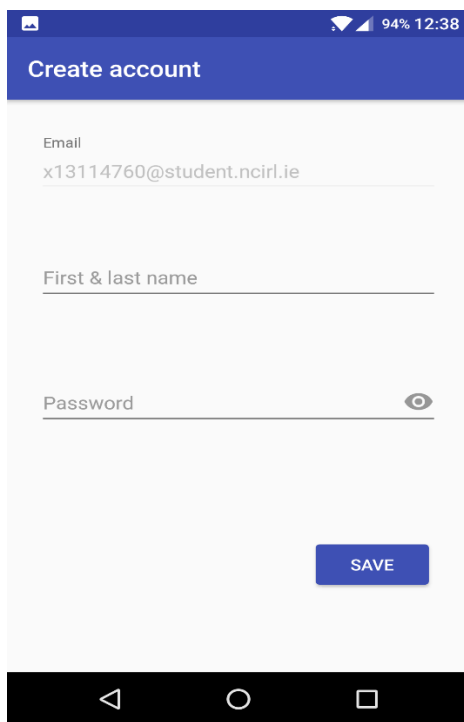 94% 12:38
Create account
Email
x13114760@student.ncirl.ie
First & last name
Password
SAVE